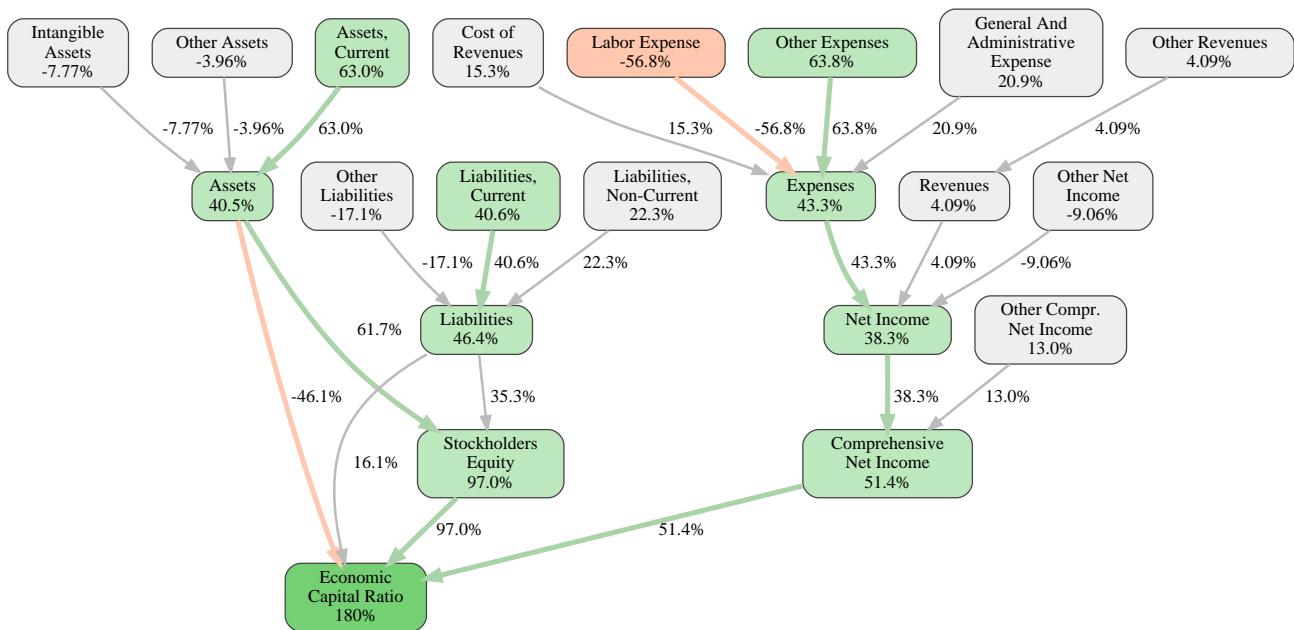 Intangible
Assets
-7.77%
Other Assets
-3.96%
Assets,
Current
63.0%
Cost of
Revenues
15.3%
Labor Expense
-56.8%
Other Expenses
63.8%
General And
Administrative
Expense
20.9%
Other Revenues
4.09%
-7.77%
-3.96%
63.0%
15.3%
-56.8%
63.8%
20.9%
4.09%
Assets
40.5%
Other
Liabilities
-17.1%
Liabilities,
Current
40.6%
Liabilities,
Non-Current
22.3%
Expenses
43.3%
Revenues
4.09%
Other Net
Income
-9.06%
-17.1%
40.6%
22.3%
43.3%
4.09%
-9.06%
61.7%
Liabilities
46.4%
Net Income
38.3%
Other Compr.
Net Income
13.0%
-46.1%
35.3%
38.3%
13.0%
16.1%
Stockholders
Equity
97.0%
Comprehensive
Net Income
51.4%
97.0%
51.4%
Economic
Capital Ratio
180%